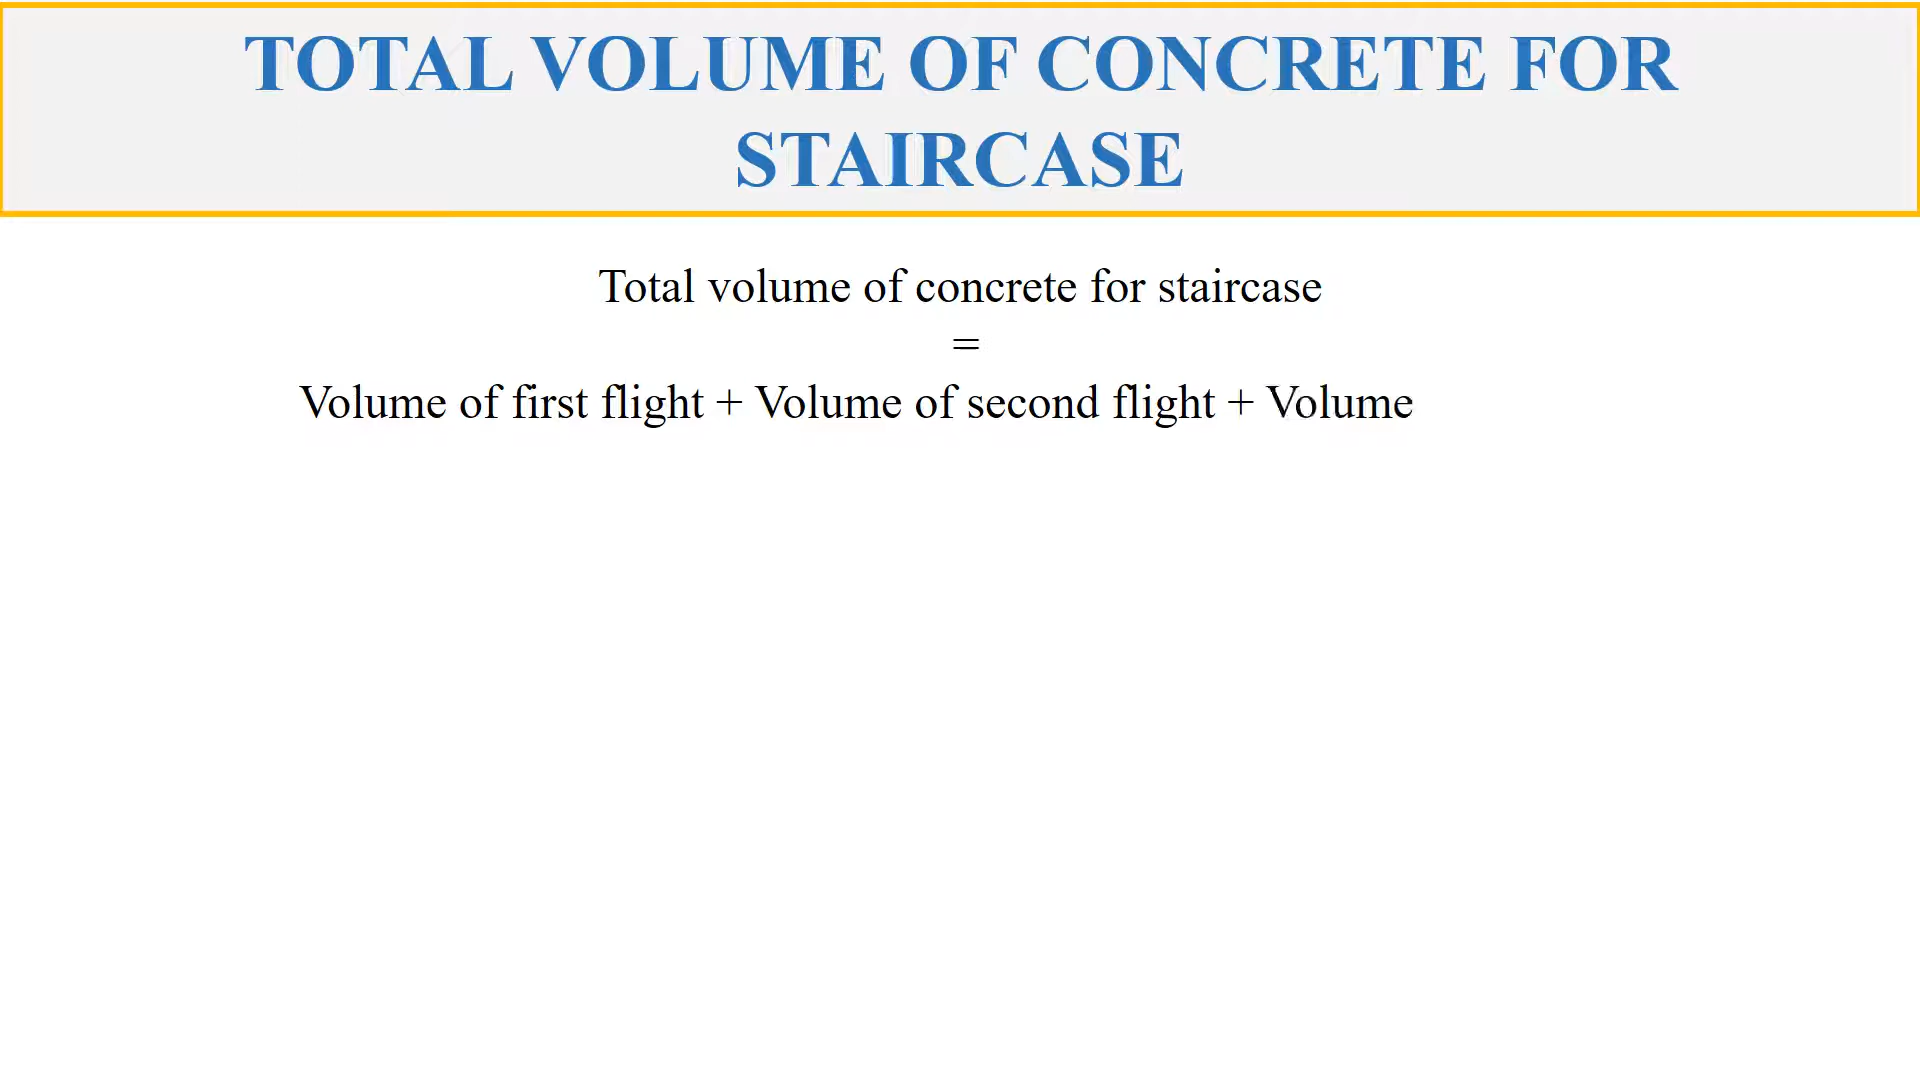 TOTAL VOLUME OF CONCRETE FOR
STAIRCASE
Total volume of concrete for staircase
=
Volume of first flight + Volume of second flight + Volume